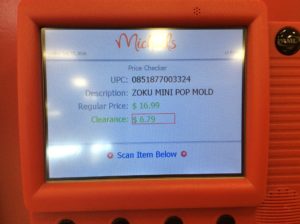 Michaels
Price Checker
UPC: 0851877003324
Description: ZOKU MINI POP MOLD
Regular Price: $ 16.99
Clearance: $ 6.79
Scan Item Below